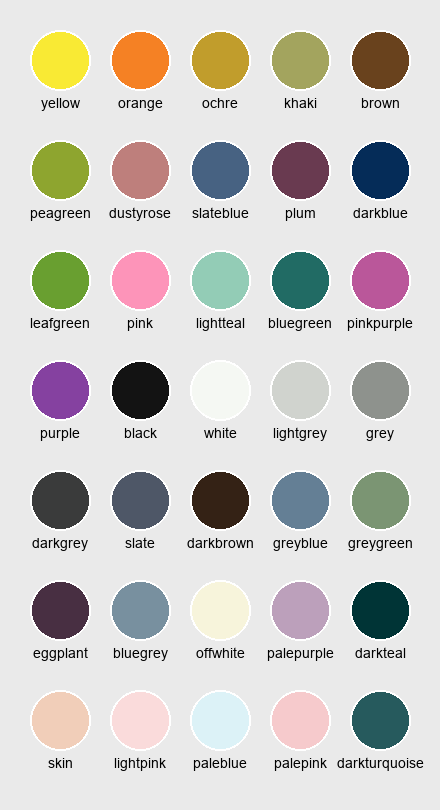 yellow orange ochre khaki brown
peagreen dustyrose slateblue plum darkblue
leafgreen pink lightteal bluegreen pinkpurple
purple black white lightgrey grey
darkgrey slate darkbrown greyblue greygreen
eggplant bluegrey offwhite palepurple darkteal
skin lightpink paleblue palepink darkturquoise